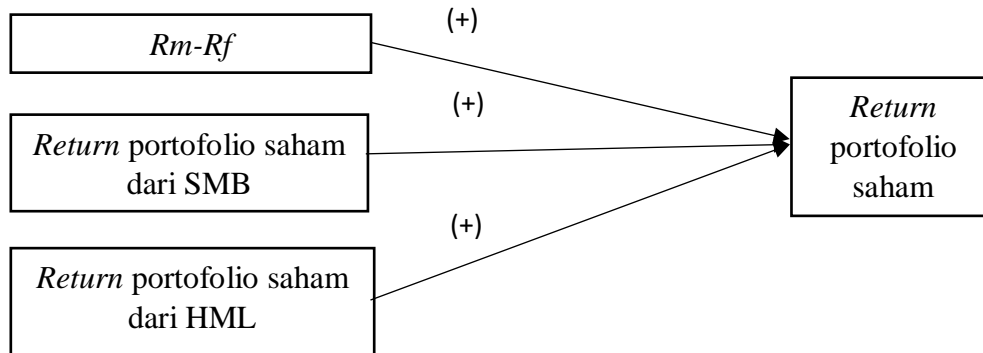 (+)
Rm-Rf
(+)
Return portofolio saham
dari SMB
Return
portofolio
saham
(+)
Return portofolio saham
dari HML